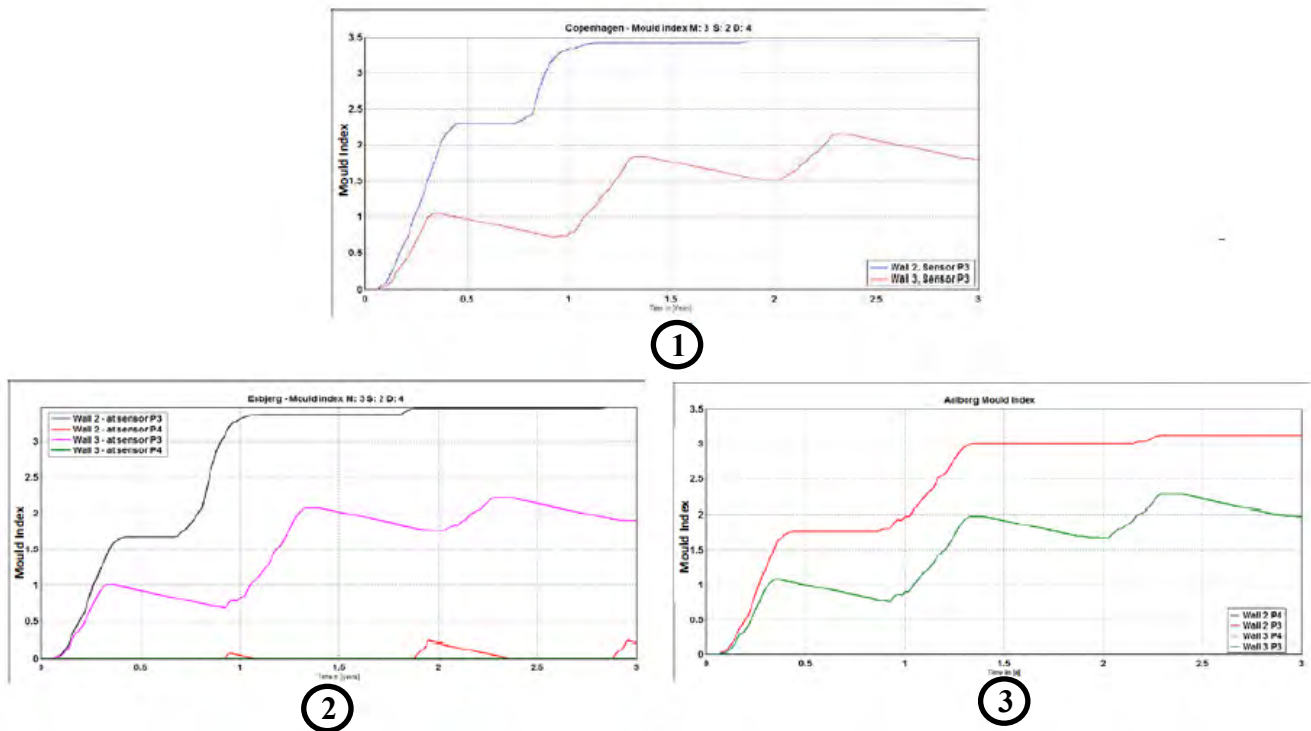 Copenhagen - Mould index M: 3 S: 2 D: 4
3.5
3
2.5
2
1.5
1
0.5
0
Mould Index
0 0.5 1 1.5 2 2.5 3
Time in [Years]
Wall 2, Sensor P3
Wall 3, Sensor P3
1
Esbjerg - Mould index M: 3 S: 2 D: 4
Wall 2 - at sensor P3
Wall 2 - at sensor P4
Wall 3 - at sensor P3
Wall 3 - at sensor P4
3
2.5
2
1.5
1
0.5
0
Mould Index
0 0.5 1 1.5 2 2.5 3
Time in [years]
2
Aalborg Mould Index
3.5
3
2.5
2
1.5
1
0.5
0
Mould Index
0 0.5 1 1.5 2 2.5 3
Time in [a]
Wall 2 P4
Wall 2 P3
Wall 3 P4
Wall 3 P3
3